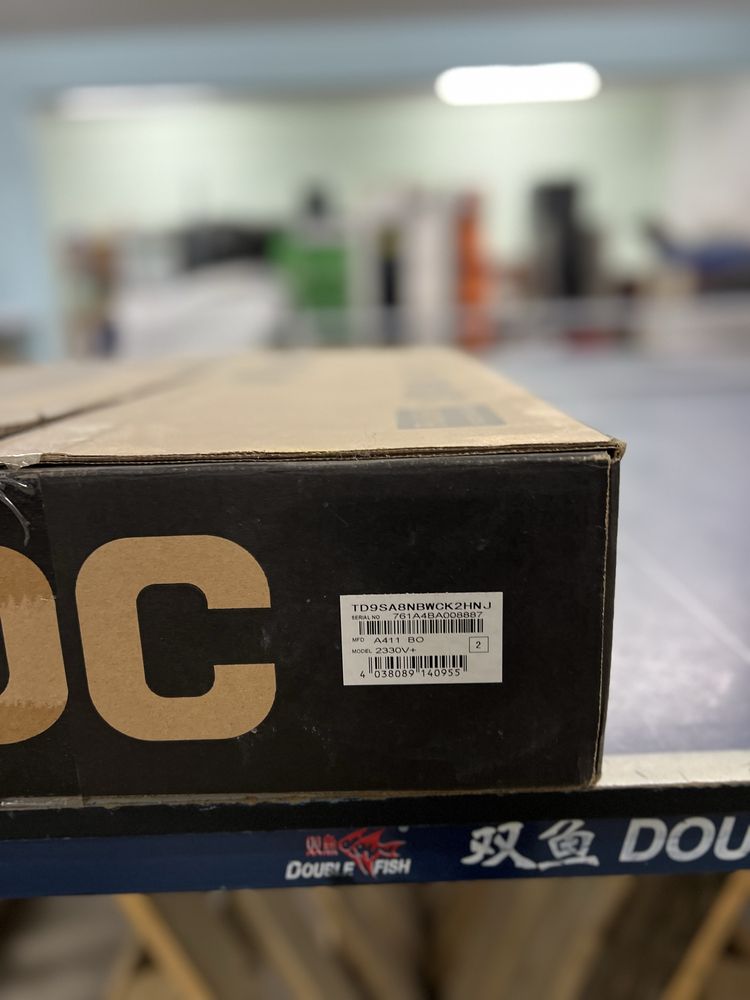 OC
TD9SA8NBWCK2HNJ
SERIAL NO 761A4BA008887
MFD A411 BO
MODEL 2330V+
2
4 038089 140955
双魚
DOUBLE FISH
双鱼 DOU